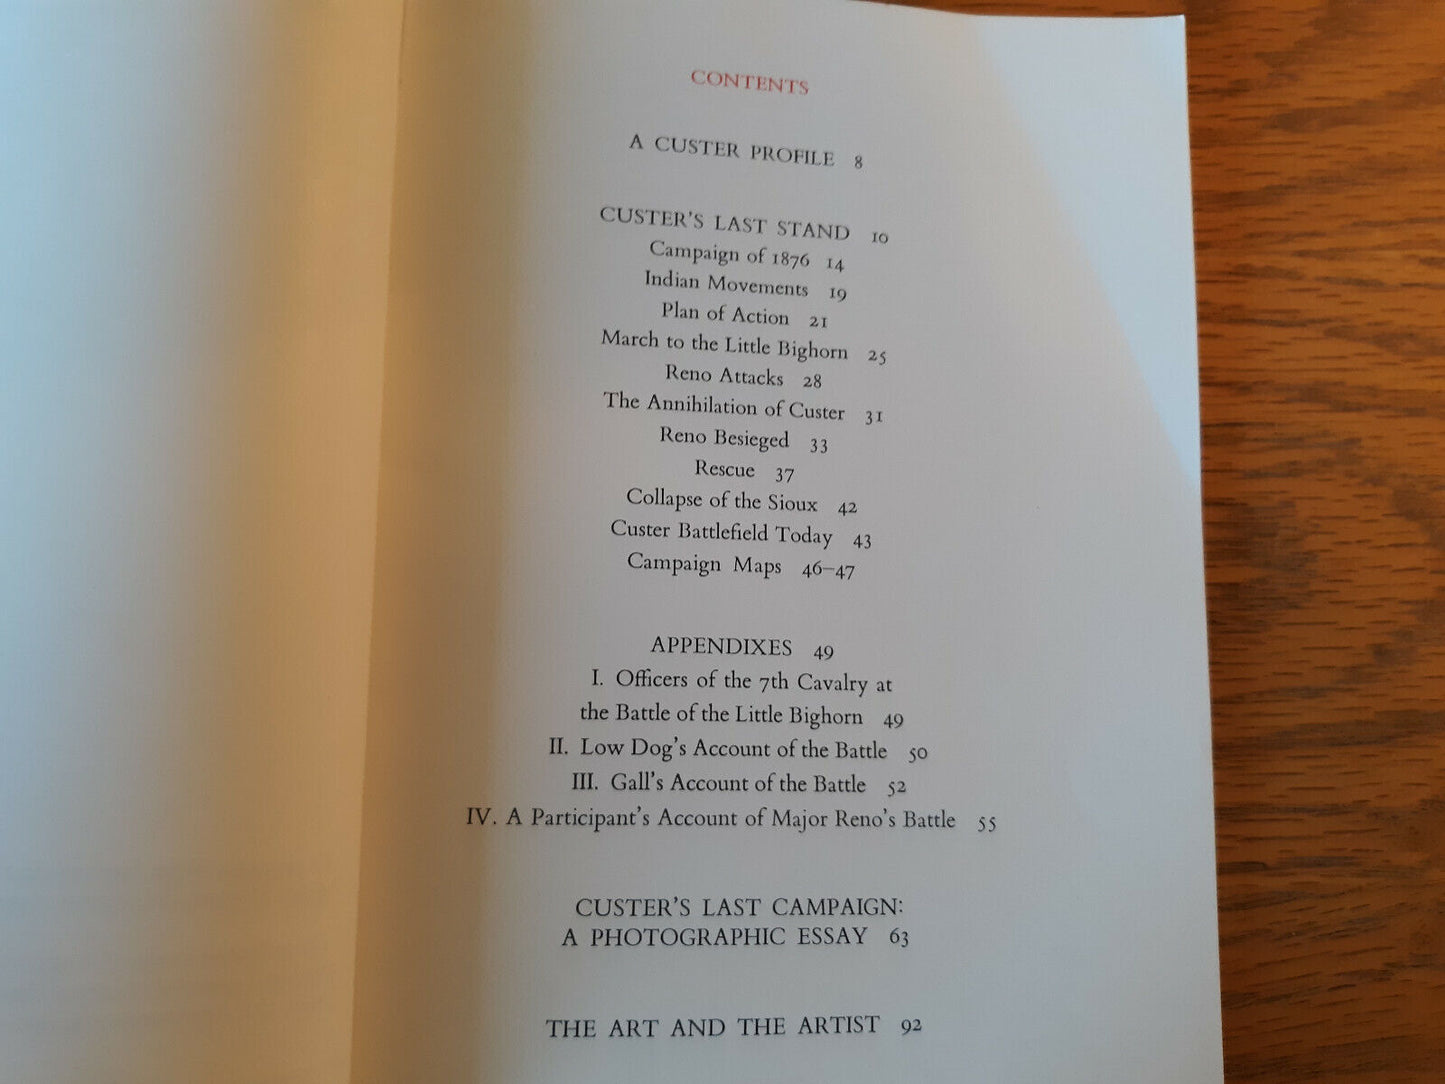 CONTENTS
A CUSTER PROFILE 8
CUSTER'S LAST STAND 10
Campaign of 1876 14
Indian Movements 19
Plan of Action 21
March to the Little Bighorn 25
Reno Attacks 28
The Annihilation of Custer 31
Reno Besieged 33
Rescue 37
Collapse of the Sioux 42
Custer Battlefield Today 43
Campaign Maps 46–47
APPENDIXES 49
I. Officers of the 7th Cavalry at
the Battle of the Little Bighorn 49
II. Low Dog's Account of the Battle 50
III. Gall's Account of the Battle 52
IV. A Participant's Account of Major Reno's Battle 55
CUSTER'S LAST CAMPAIGN:
A PHOTOGRAPHIC ESSAY 63
THE ART AND THE ARTIST 92